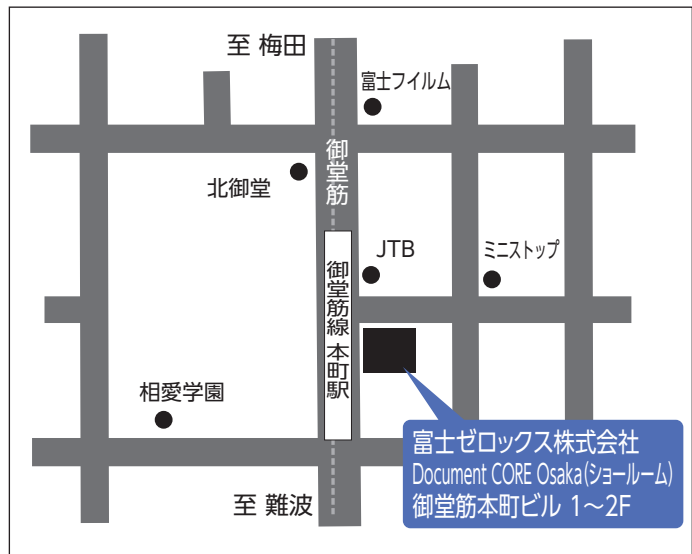 至 梅田
富士フイルム
御堂筋
北御堂
JTB
ミニストップ
御堂筋線 本町駅
相愛学園
富士ゼロックス株式会社
Document CORE Osaka(ショールーム)
御堂筋本町ビル 1～2F
至 難波